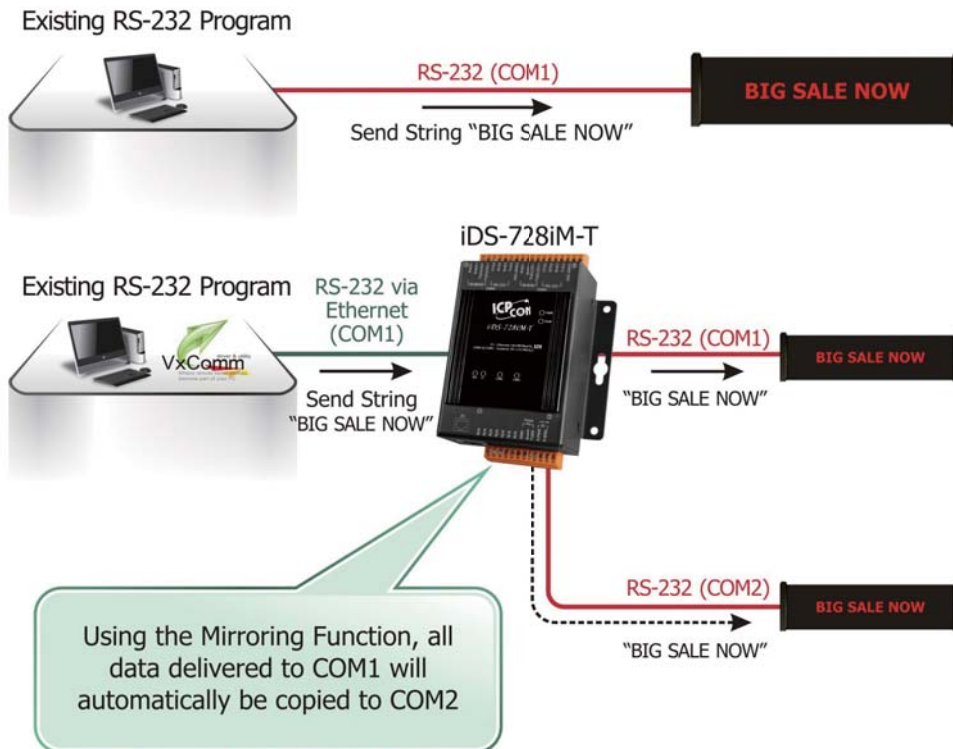 Existing RS-232 Program
RS-232 (COM1)
Send String “BIG SALE NOW”
BIG SALE NOW
iDS-728iM-T
Existing RS-232 Program
VxComm
RS-232 via
Ethernet
(COM1)
Send String
“BIG SALE NOW”
ICP CON
iDS-728iM-T
RS-232 (COM1)
“BIG SALE NOW”
BIG SALE NOW
RS-232 (COM2)
“BIG SALE NOW”
BIG SALE NOW
Using the Mirroring Function, all
data delivered to COM1 will
automatically be copied to COM2